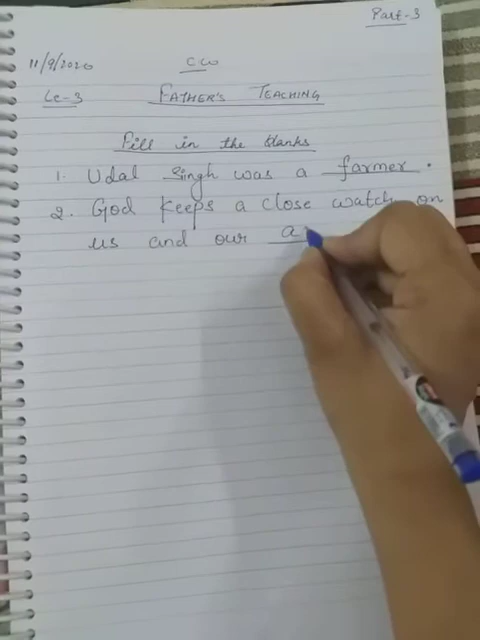 Part-3
11/9/2020 CW
Le-3 FATHER'S TEACHING
Fill in the blanks
1. Udal Singh was a farmer.
2. God keeps a close watch on
us and our a